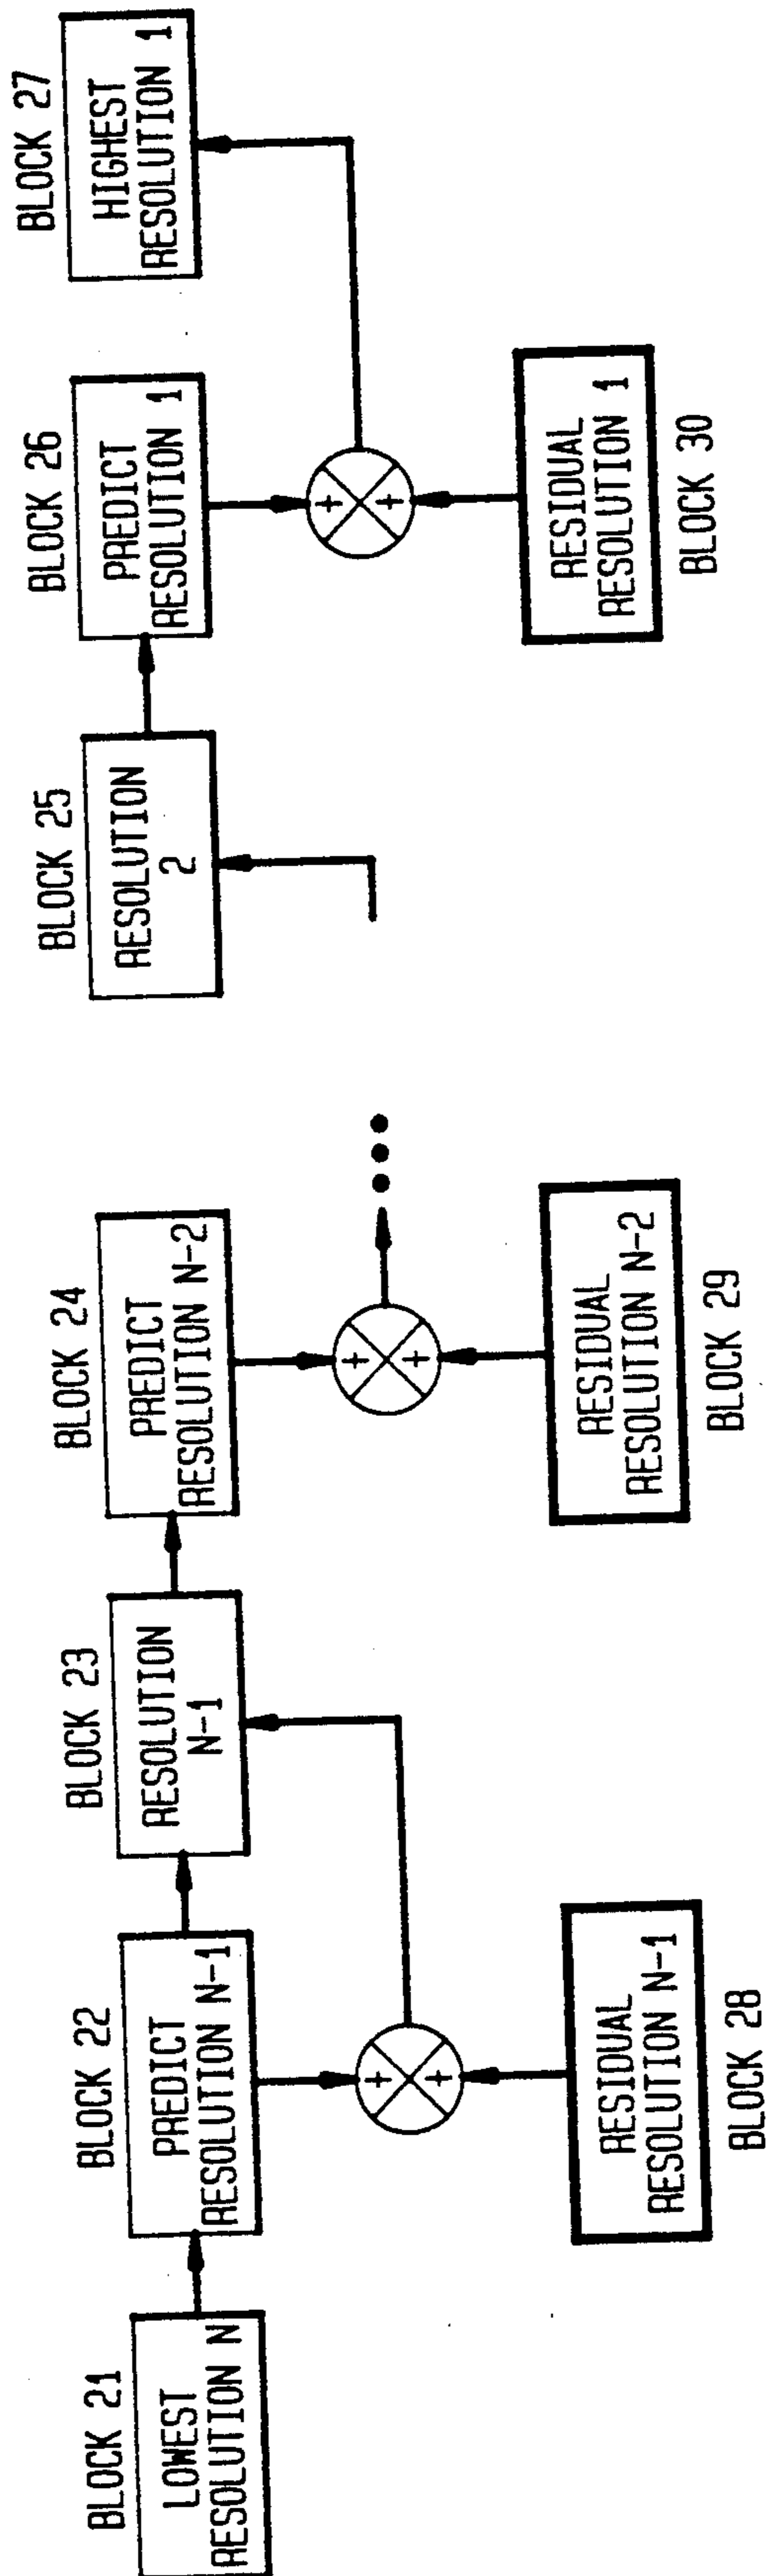 BLOCK 21
LOWEST
RESOLUTION N
BLOCK 22
PREDICT
RESOLUTION N-1
BLOCK 23
RESOLUTION
N-1
BLOCK 24
PREDICT
RESOLUTION N-2
BLOCK 25
RESOLUTION
2
BLOCK 26
PREDICT
RESOLUTION 1
BLOCK 27
HIGHEST
RESOLUTION 1
+
+
+
+
+
+
RESIDUAL
RESOLUTION N-1
BLOCK 28
RESIDUAL
RESOLUTION N-2
BLOCK 29
RESIDUAL
RESOLUTION 1
BLOCK 30